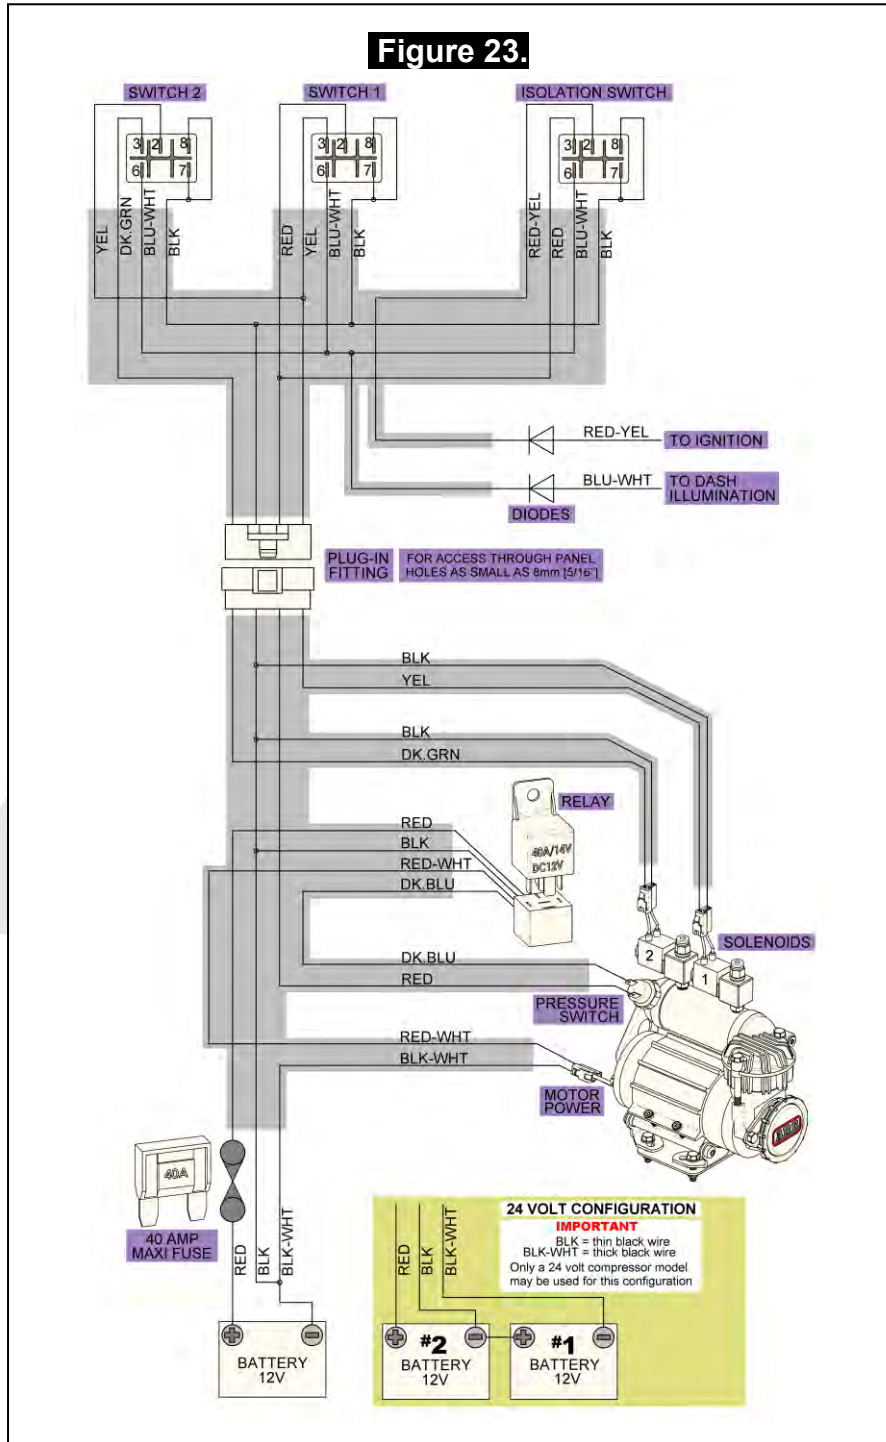 Figure 23.
SWITCH 2
SWITCH 1
ISOLATION SWITCH
3 2 8
6 7
3 2 8
6 7
3 2 8
6 7
YEL
DK.GRN
BLU-WHT
BLK
RED
YEL
BLU-WHT
BLK
RED-YEL
RED
BLU-WHT
BLK
RED-YEL
TO IGNITION
BLU-WHT
TO DASH
ILLUMINATION
DIODES
PLUG-IN
FITTING
FOR ACCESS THROUGH PANEL
HOLES AS SMALL AS 8mm [5/16"]
BLK
YEL
BLK
DK.GRN
RELAY
40A/14V
DC12V
RED
BLK
RED-WHT
DK.BLU
SOLENOIDS
2
1
DK.BLU
RED
PRESSURE
SWITCH
RED-WHT
BLK-WHT
MOTOR
POWER
40A
40 AMP
MAXI FUSE
RED
BLK
BLK-WHT
BATTERY
12V
24 VOLT CONFIGURATION
IMPORTANT
BLK = thin black wire
BLK-WHT = thick black wire
Only a 24 volt compressor model
may be used for this configuration
RED
BLK
BLK-WHT
#2
BATTERY
12V
#1
BATTERY
12V